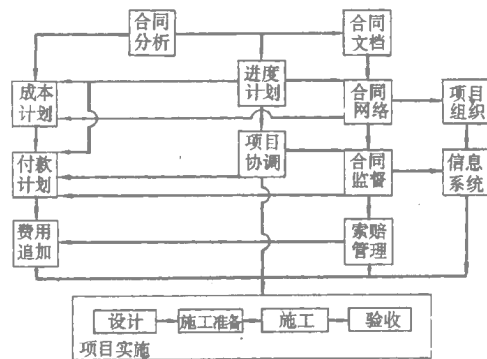 合同
分析
合同
文档
进度
计划
成本
计划
合同
网络
项目
组织
项目
协调
付款
计划
合同
监督
信息
系统
费用
追加
索赔
管理
设计
施工准备
施工
验收
项目实施